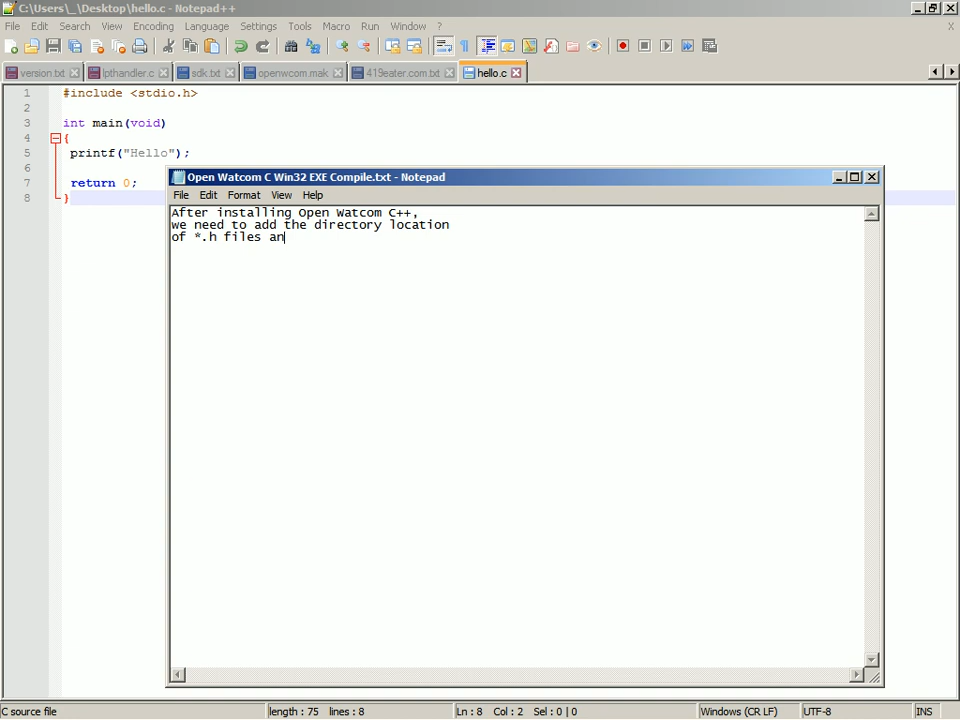 C:\Users\_\Desktop\hello.c - Notepad++
File Edit Search View Encoding Language Settings Tools Macro Run Window ? X
version.txt lpthandler.c sdk.txt openwcom.mak 419eater.com.txt hello.c
1 #include <stdio.h>
2
3 int main(void)
4 {
5 printf("Hello");
6
7 return 0;
8 }
Open Watcom C Win32 EXE Compile.txt - Notepad
File Edit Format View Help
After installing Open Watcom C++,
we need to add the directory location
of *.h files an
C source file length : 75 lines : 8 Ln : 8 Col : 2 Sel : 0 | 0 Windows (CR LF) UTF-8 INS